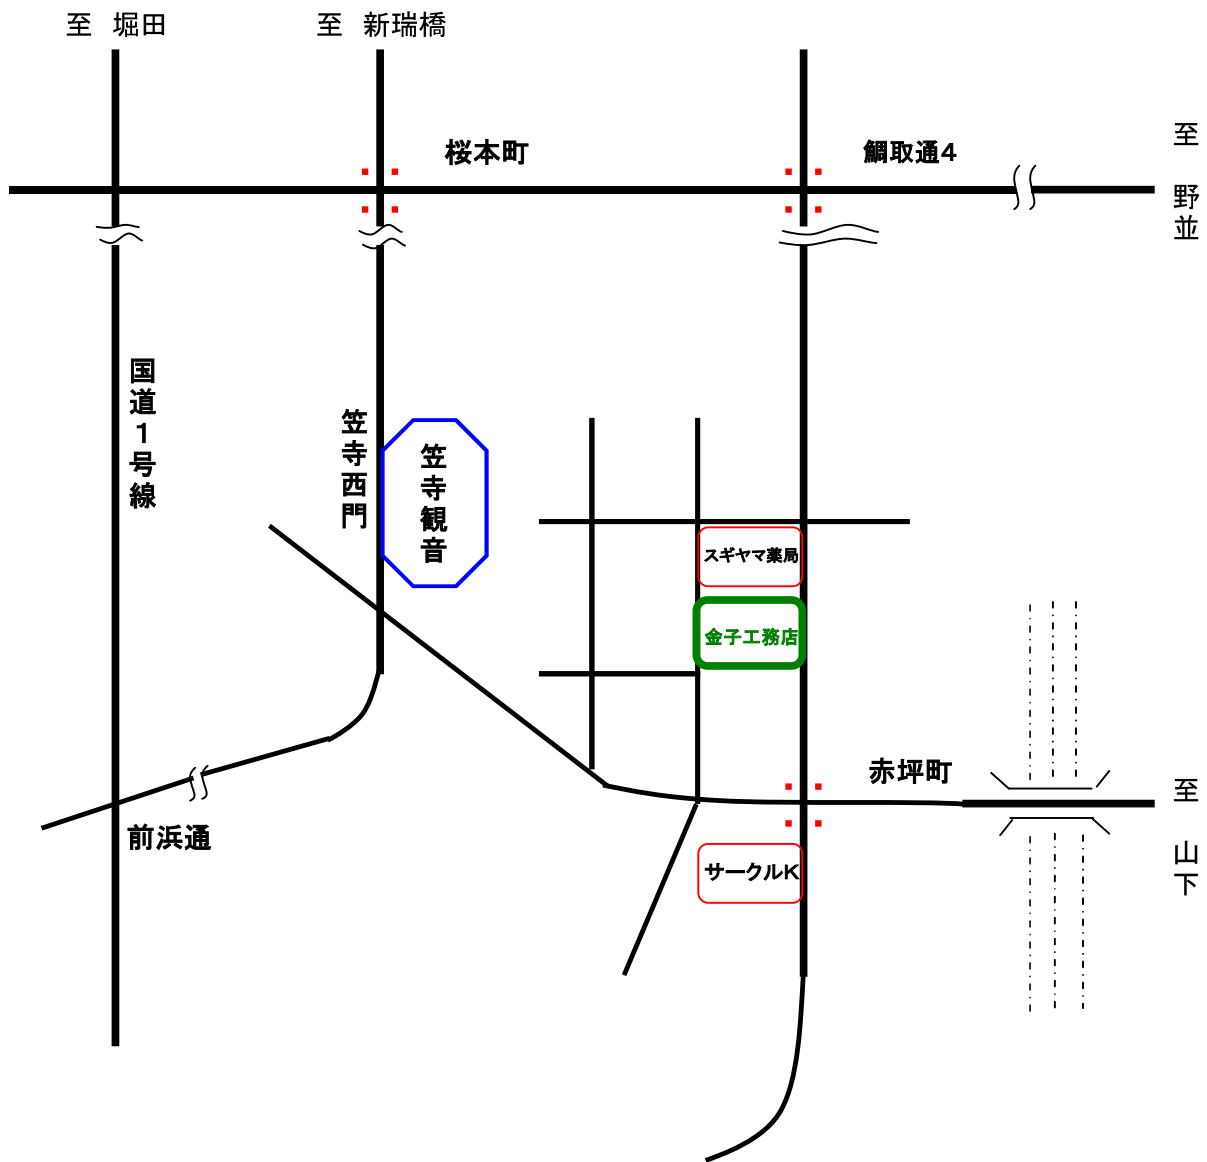 至 堀田
至 新瑞橋
桜本町
鯛取通4
至 野並
国道1号線
笠寺西門
笠寺観音
スギヤマ薬局
金子工務店
赤坪町
至 山下
前浜通
サークルK